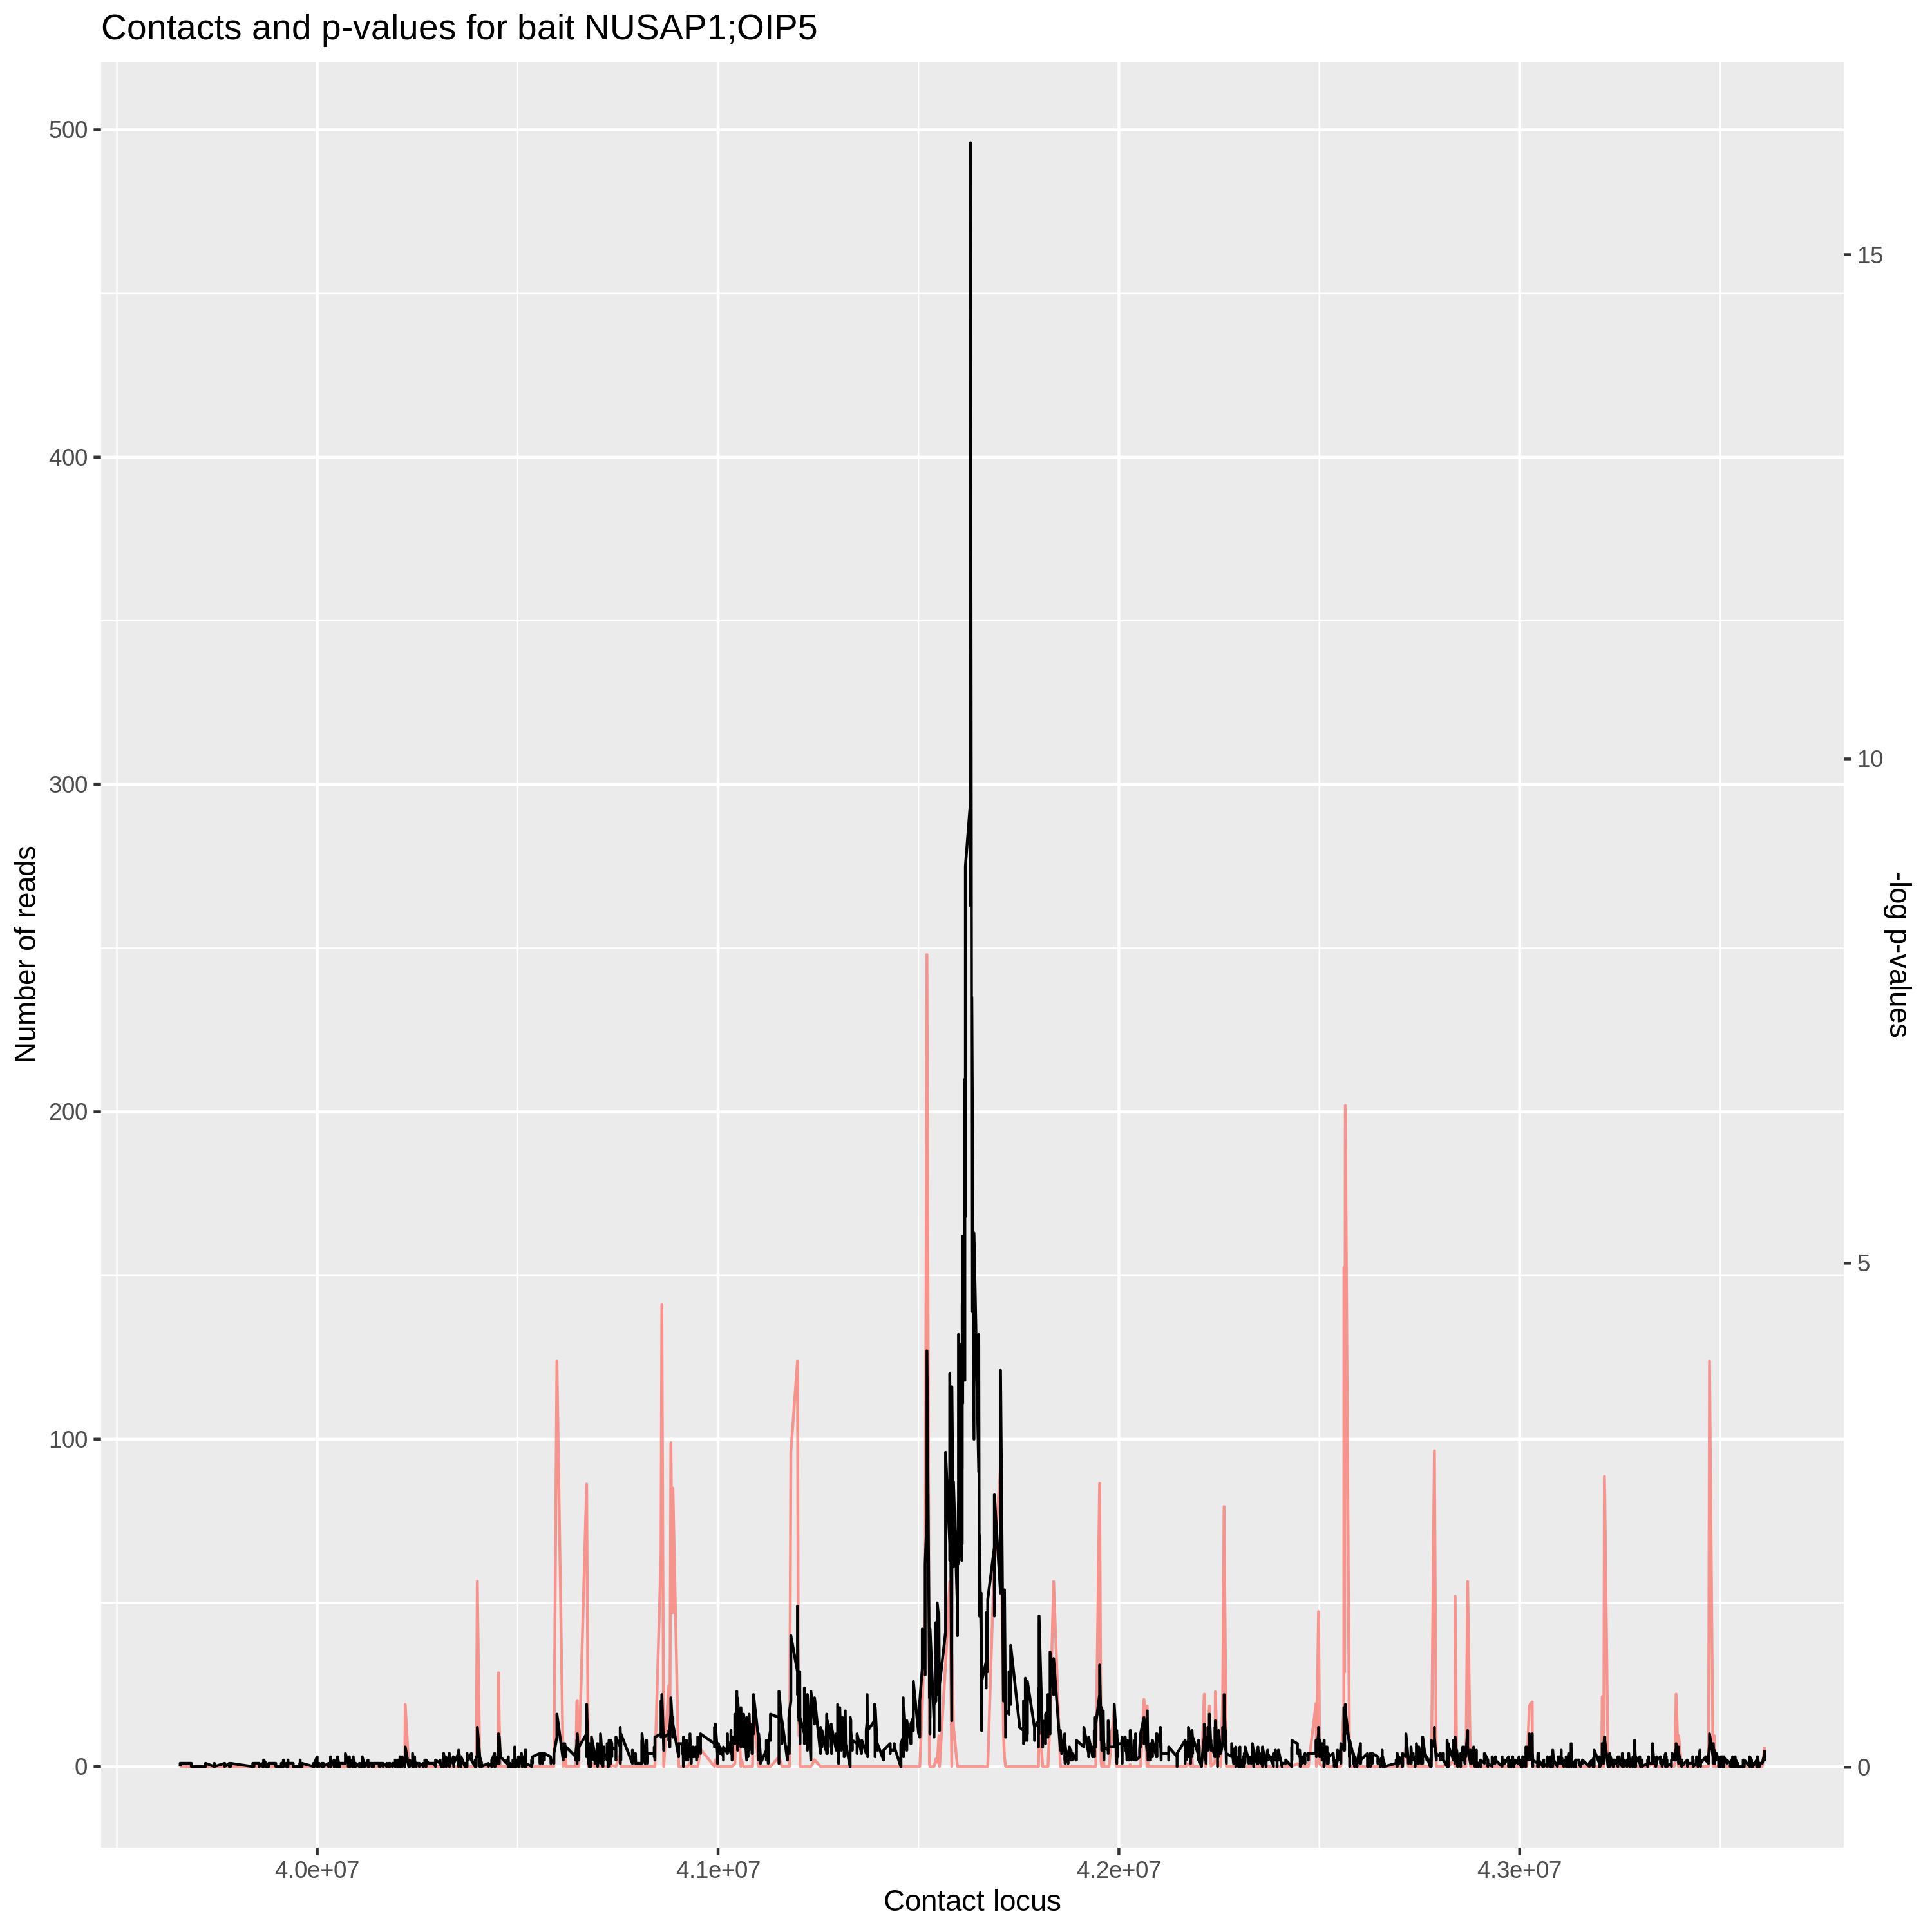 Contacts and p-values for bait NUSAP1;OIP5
500
400
300
200
100
0
Number of reads
15
10
5
0
-log p-values
4.0e+07
4.1e+07
4.2e+07
4.3e+07
Contact locus